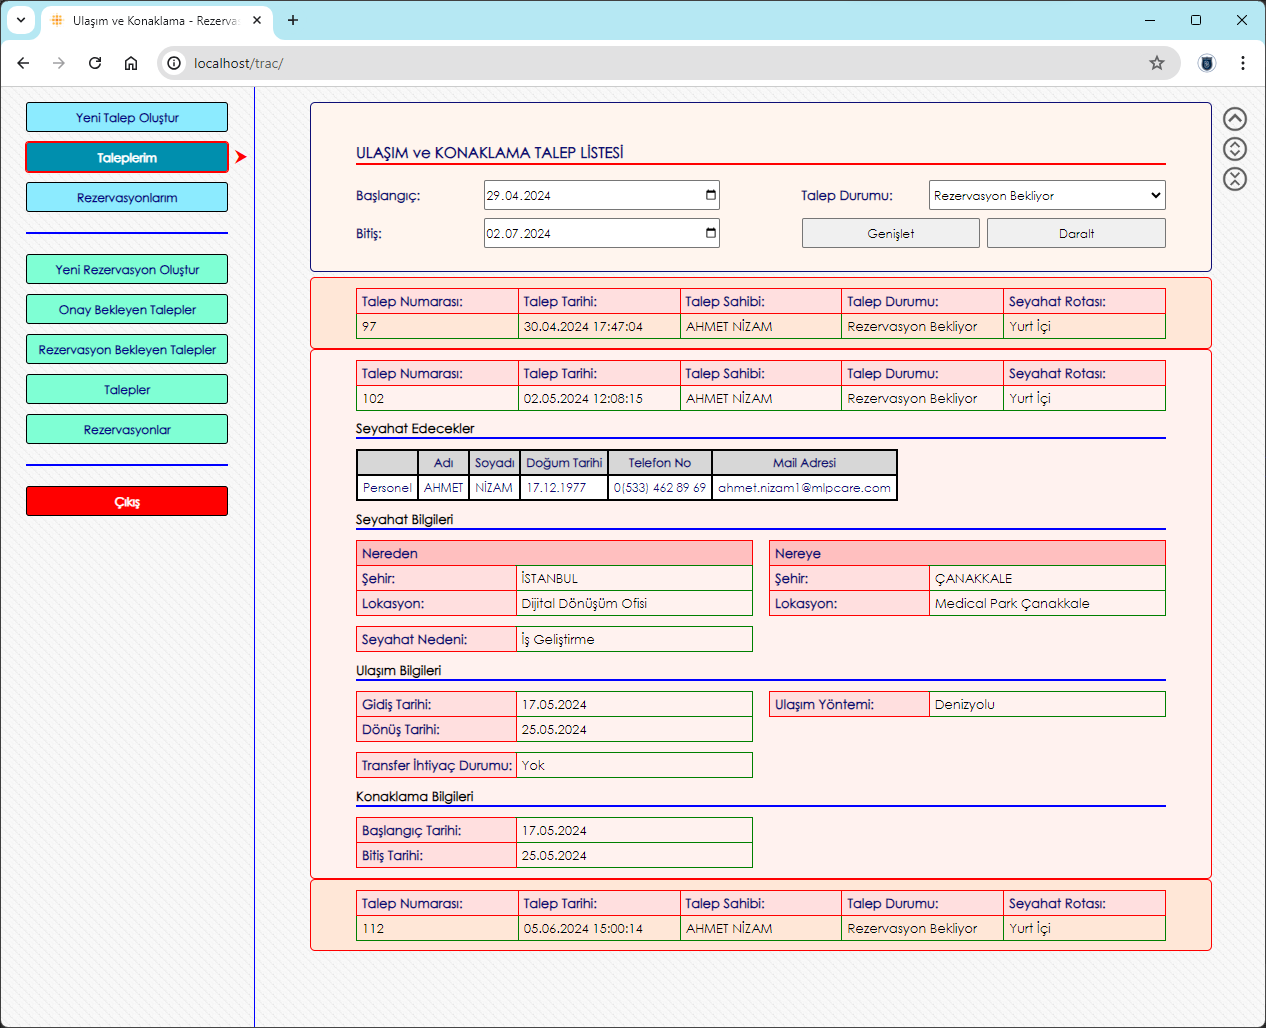 Ulaşım ve Konaklama - Rezerva
localhost/trac/
Yeni Talep Oluştur
Taleplerim
Rezervasyonlarım
Yeni Rezervasyon Oluştur
Onay Bekleyen Talepler
Rezervasyon Bekleyen Talepler
Talepler
Rezervasyonlar
Çıkış
ULAŞIM ve KONAKLAMA TALEP LİSTESİ
Başlangıç: 29.04.2024 Talep Durumu: Rezervasyon Bekliyor
Bitiş: 02.07.2024 Genişlet Daralt
Talep Numarası: Talep Tarihi: Talep Sahibi: Talep Durumu: Seyahat Rotası:
97 30.04.2024 17:47:04 AHMET NİZAM Rezervasyon Bekliyor Yurt İçi
Talep Numarası: Talep Tarihi: Talep Sahibi: Talep Durumu: Seyahat Rotası:
102 02.05.2024 12:08:15 AHMET NİZAM Rezervasyon Bekliyor Yurt İçi
Seyahat Edecekler
Adı Soyadı Doğum Tarihi Telefon No Mail Adresi
Personel AHMET NİZAM 17.12.1977 0(533) 462 89 69 ahmet.nizam1@mlpcare.com
Seyahat Bilgileri
Nereden Nereye
Şehir: İSTANBUL Şehir: ÇANAKKALE
Lokasyon: Dijital Dönüşüm Ofisi Lokasyon: Medical Park Çanakkale
Seyahat Nedeni: İş Geliştirme
Ulaşım Bilgileri
Gidiş Tarihi: 17.05.2024 Ulaşım Yöntemi: Denizyolu
Dönüş Tarihi: 25.05.2024
Transfer İhtiyaç Durumu: Yok
Konaklama Bilgileri
Başlangıç Tarihi: 17.05.2024
Bitiş Tarihi: 25.05.2024
Talep Numarası: Talep Tarihi: Talep Sahibi: Talep Durumu: Seyahat Rotası:
112 05.06.2024 15:00:14 AHMET NİZAM Rezervasyon Bekliyor Yurt İçi